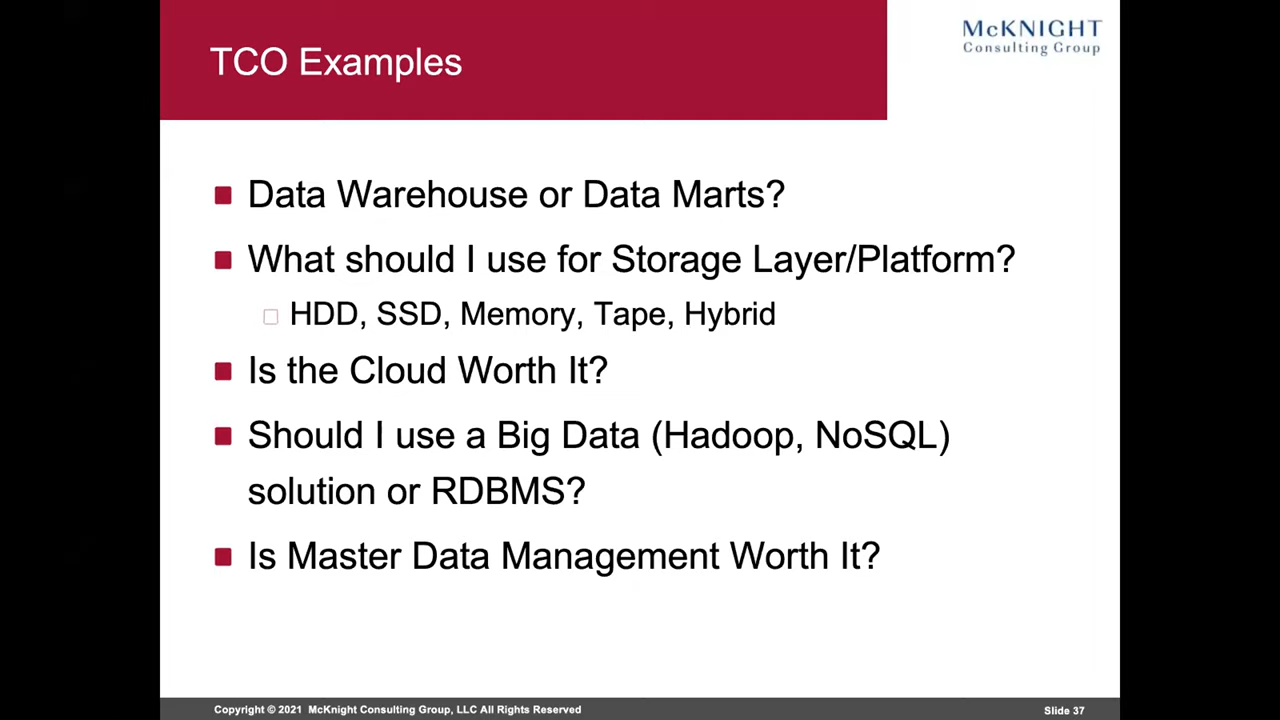 TCO Examples
McKNIGHT
Consulting Group
Data Warehouse or Data Marts?
What should I use for Storage Layer/Platform?
HDD, SSD, Memory, Tape, Hybrid
Is the Cloud Worth It?
Should I use a Big Data (Hadoop, NoSQL)
solution or RDBMS?
Is Master Data Management Worth It?
Copyright © 2021 McKnight Consulting Group, LLC All Rights Reserved
Slide 37